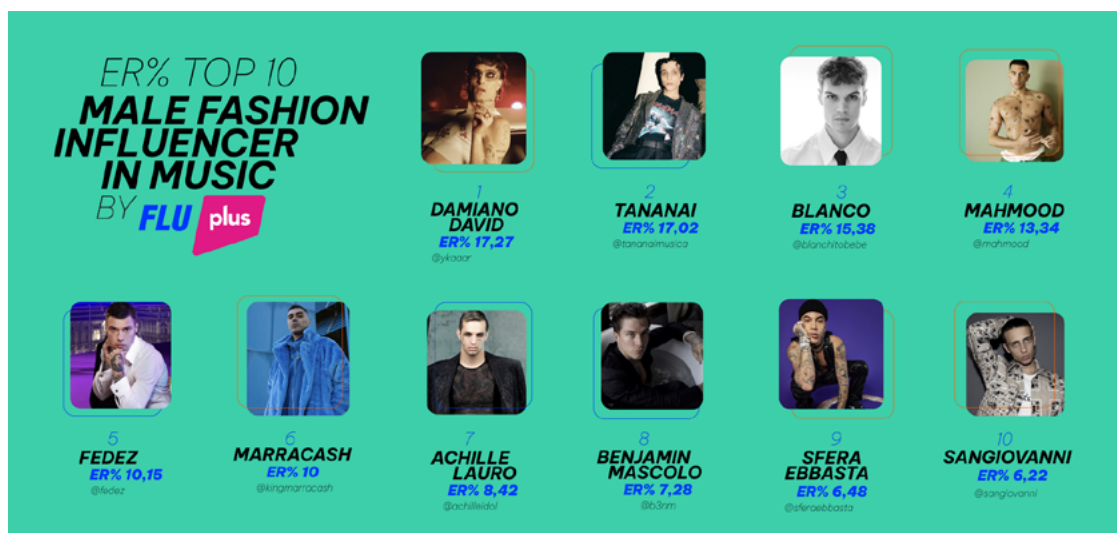 ER% TOP 10
MALE FASHION
INFLUENCER
IN MUSIC
BY FLU plus
1
DAMIANO
DAVID
ER% 17,27
@ykaaar
2
TANANAI
ER% 17,02
@tananaimusica
3
BLANCO
ER% 15,38
@blanchitobebe
4
MAHMOOD
ER% 13,34
@mahmood
5
FEDEZ
ER% 10,15
@fedez
6
MARRACASH
ER% 10
@kingmarracash
7
ACHILLE
LAURO
ER% 8,42
@achilleidol
8
BENJAMIN
MASCOLO
ER% 7,28
@b3nm
9
SFERA
EBBASTA
ER% 6,48
@sferaebbasta
10
SANGIOVANNI
ER% 6,22
@sangiovanni